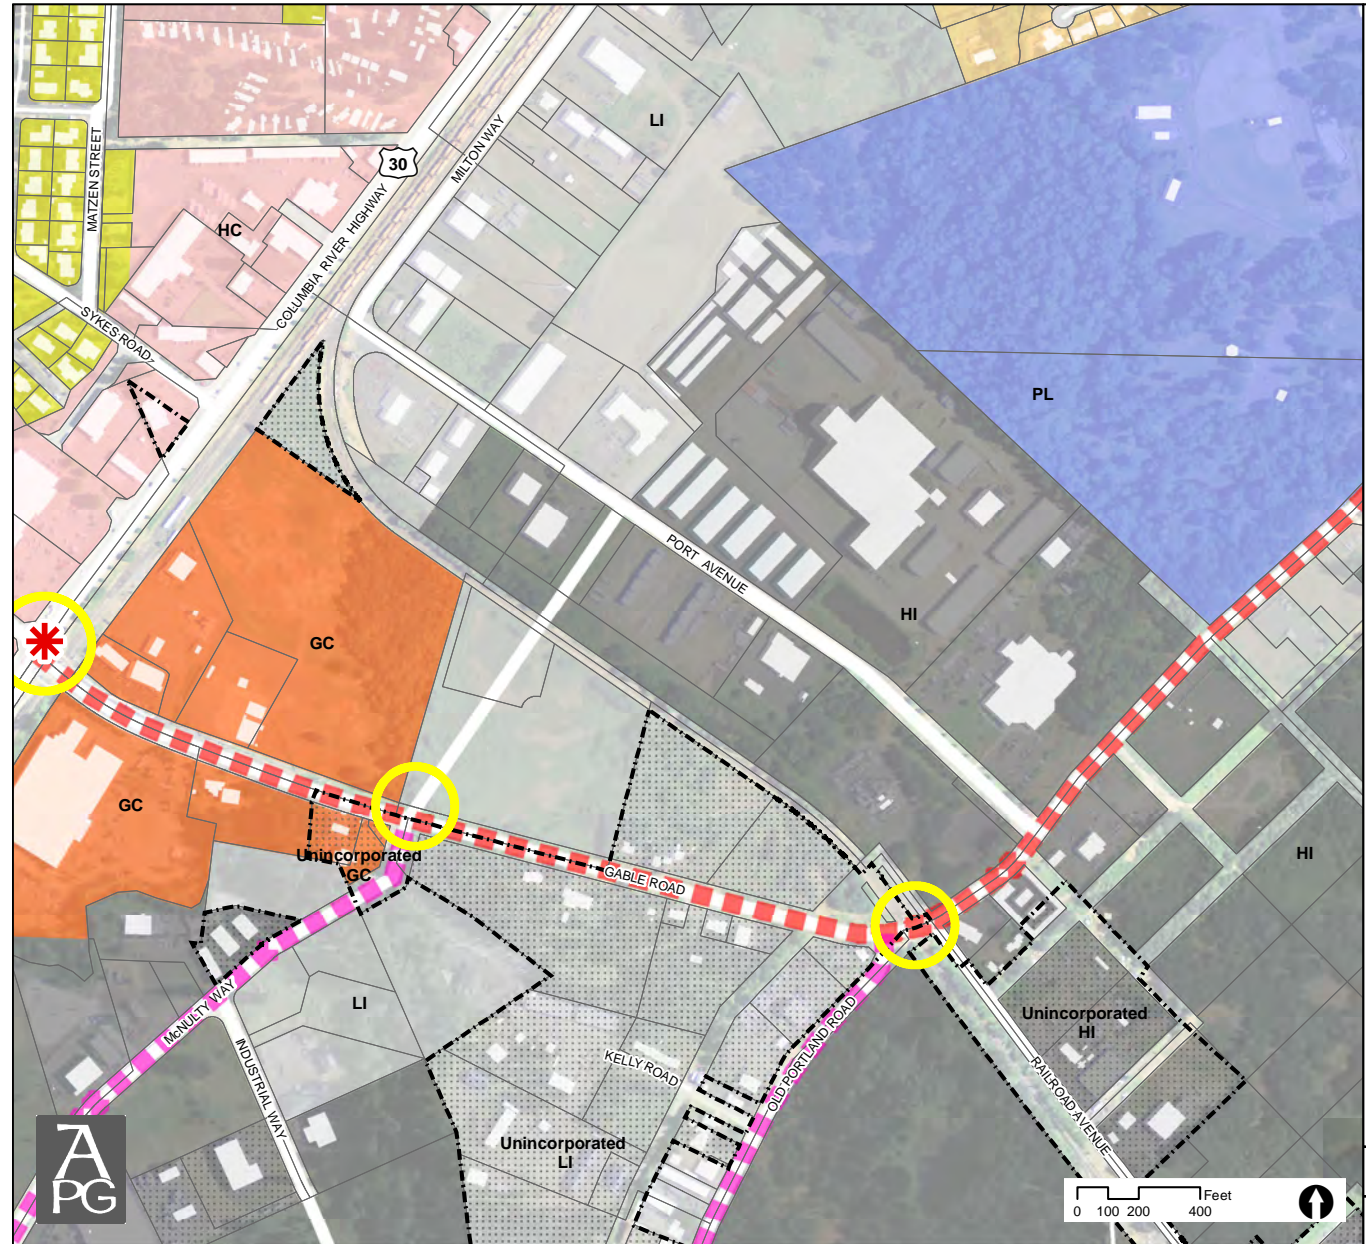 LI
30
MILTON WAY
MATZEN STREET
HC
COLUMBIA RIVER HIGHWAY
SYKES ROAD
PL
PORT AVENUE
HI
GC
GC
Unincorporated
GC
GABLE ROAD
HI
LI
McNULTY WAY
INDUSTRIAL WAY
KELLY ROAD
OLD PORTLAND ROAD
Unincorporated
HI
RAILROAD AVENUE
Unincorporated
LI
A
PG
Feet
0 100 200 400